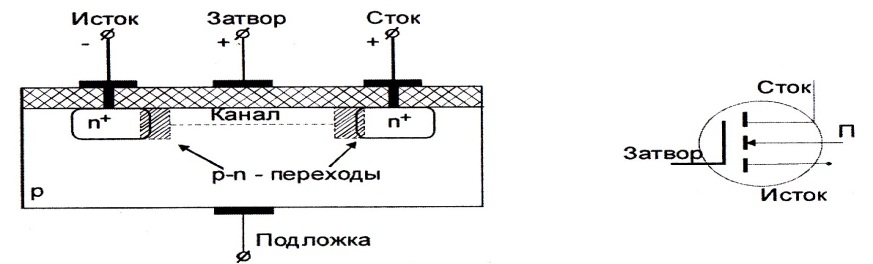 Исток Затвор Сток
- + +
n+ Канал n+
p-n - переходы
p
Подложка
Сток
П
Затвор
Исток